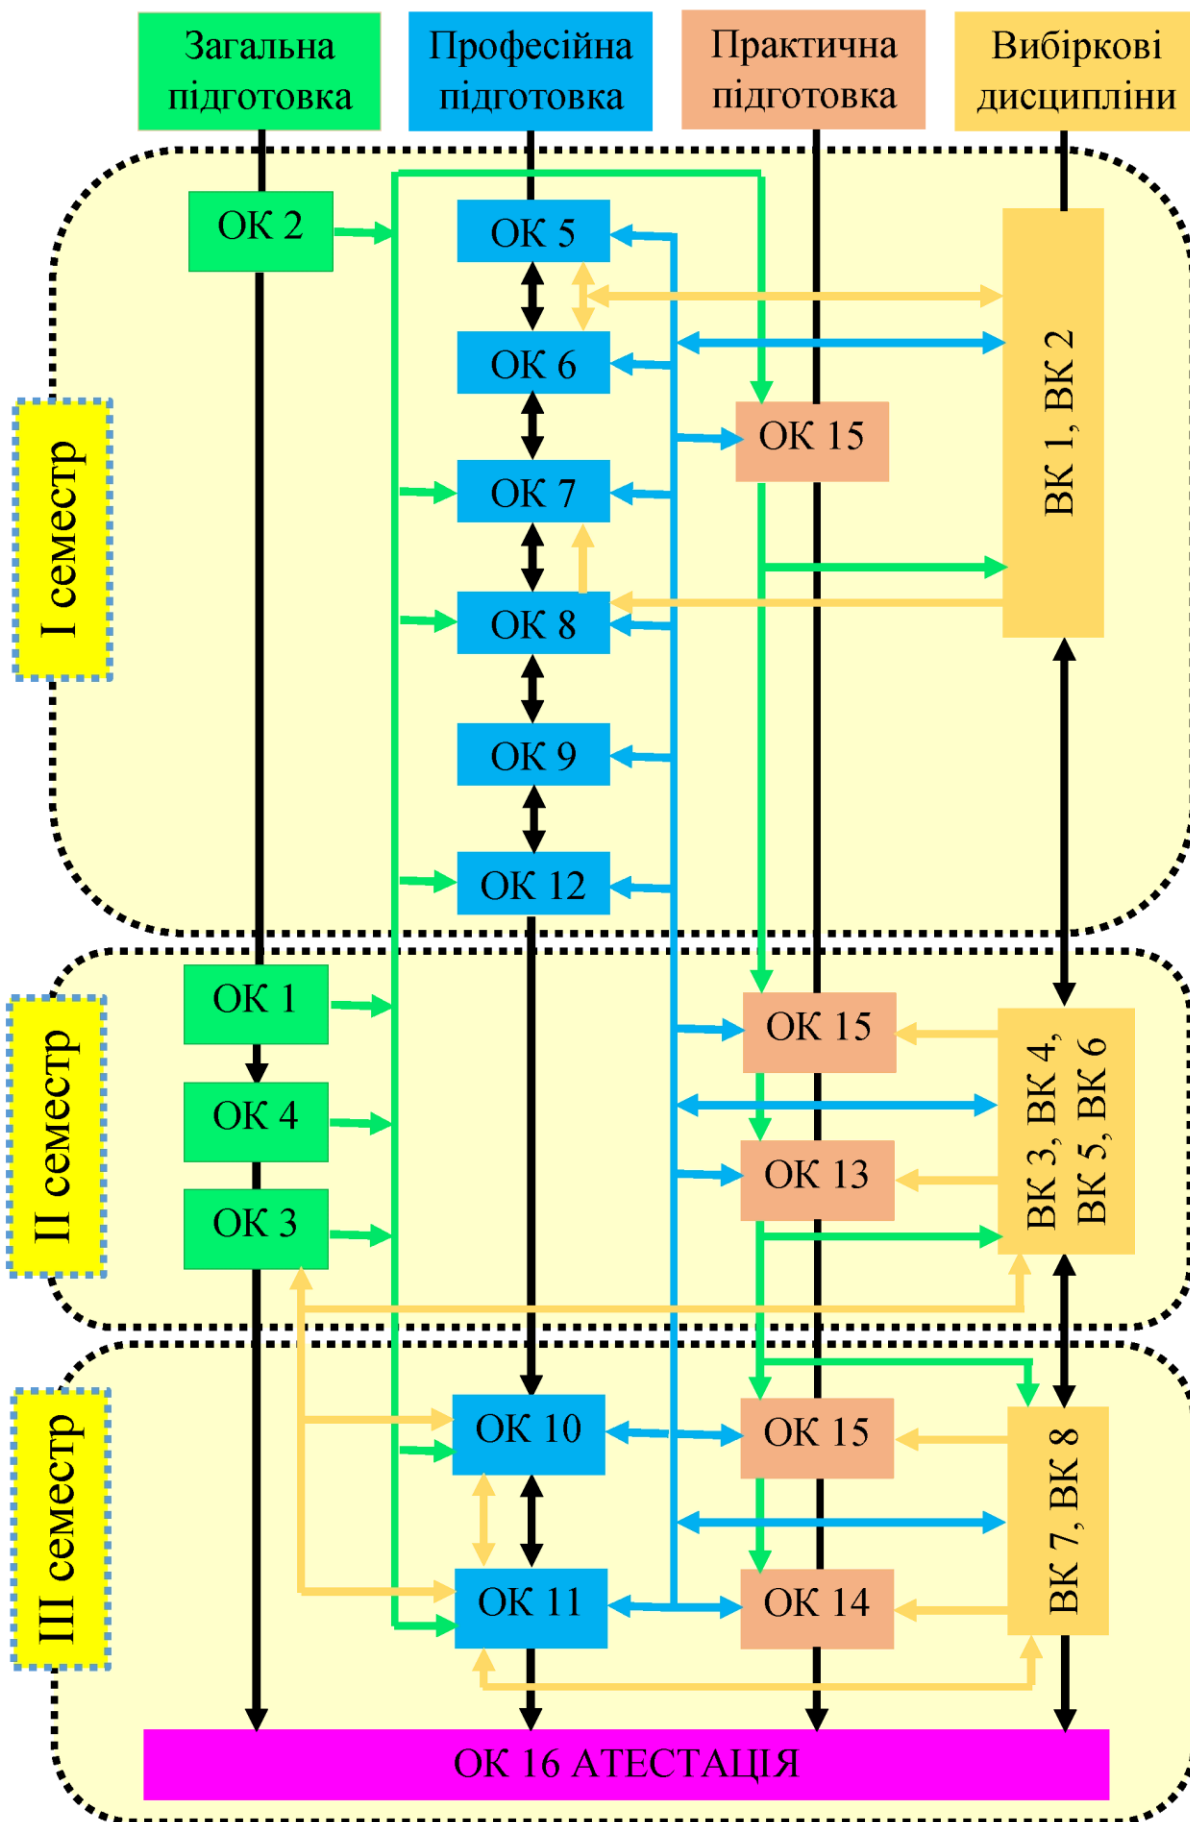 Загальна
підготовка
Професійна
підготовка
Практична
підготовка
Вибіркові
дисципліни
І семестр
ОК 2
ОК 5
ОК 6
ОК 7
ОК 8
ОК 9
ОК 12
ОК 15
ВК 1, ВК 2
ІІ семестр
ОК 1
ОК 4
ОК 3
ОК 15
ОК 13
ВК 3, ВК 4,
ВК 5, ВК 6
ІІІ семестр
ОК 10
ОК 11
ОК 15
ОК 14
ВК 7, ВК 8
ОК 16 АТЕСТАЦІЯ